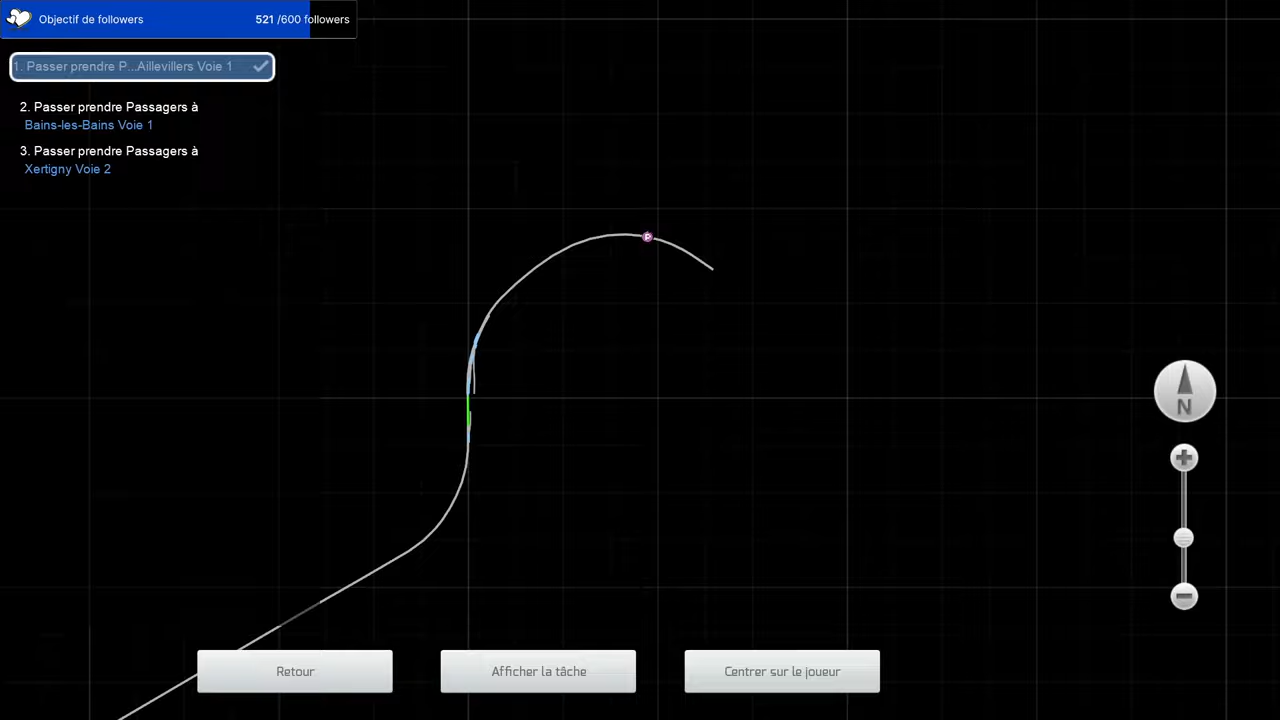 Objectif de followers 521 /600 followers
1. Passer prendre P...Aillevillers Voie 1
2. Passer prendre Passagers à
Bains-les-Bains Voie 1
3. Passer prendre Passagers à
Xertigny Voie 2
P
N
Retour
Afficher la tâche
Centrer sur le joueur